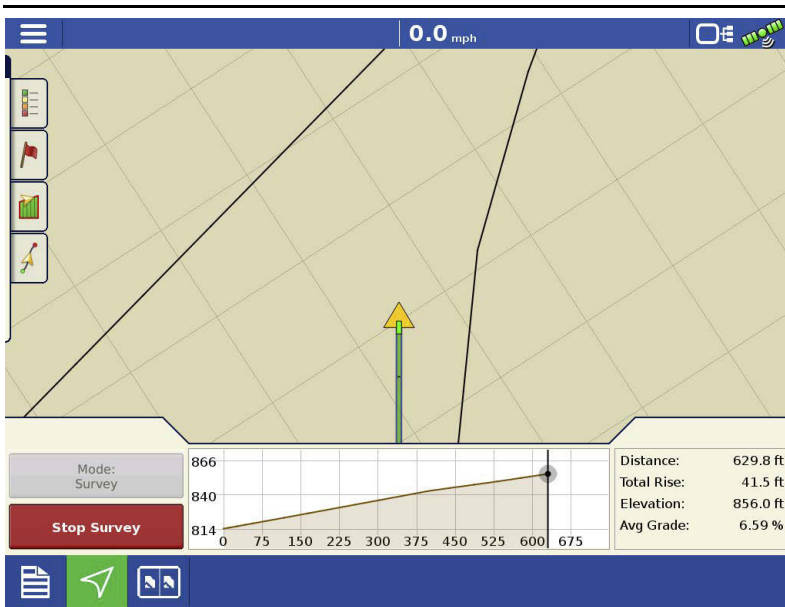 0.0 mph
Mode:
Survey
Stop Survey
866
840
814
0 75 150 225 300 375 450 525 600 675
Distance: 629.8 ft
Total Rise: 41.5 ft
Elevation: 856.0 ft
Avg Grade: 6.59 %